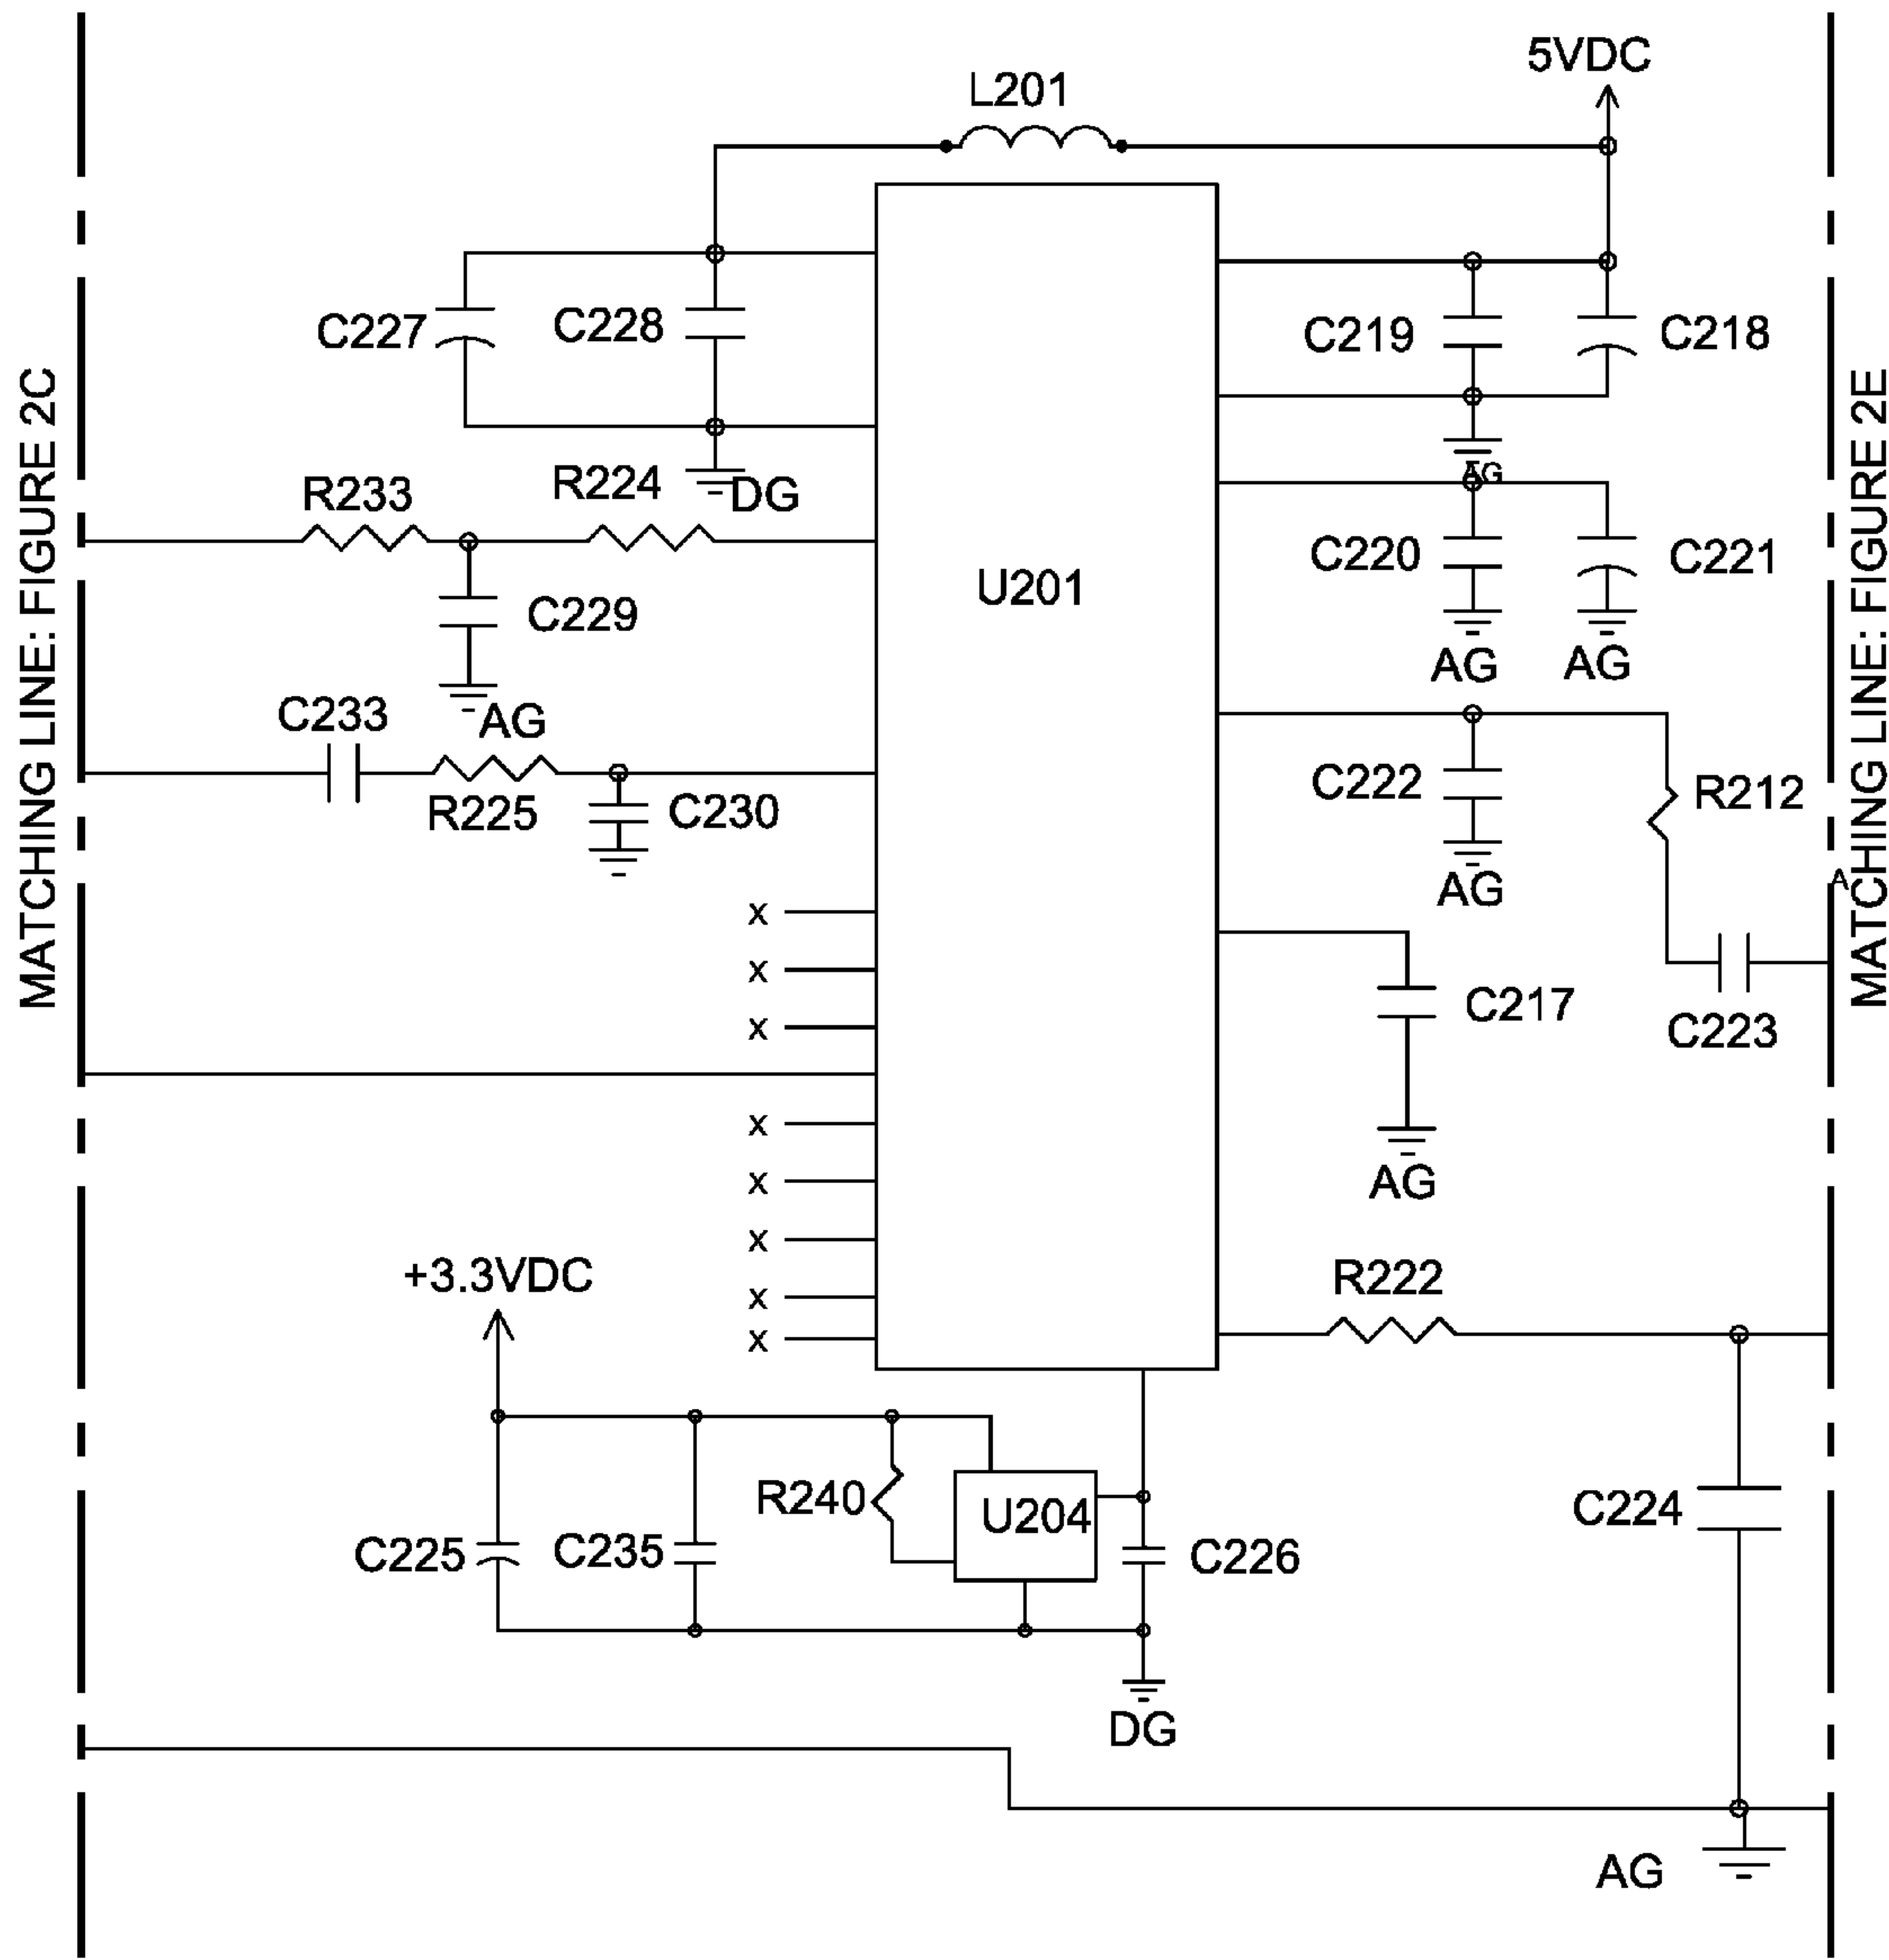 5VDC
L201
C227
C228
C219
C218
MATCHING LINE: FIGURE 2C
MATCHING LINE: FIGURE 2E
AG
R233
R224
DG
C220
C221
U201
C229
AG
AG
C233
AG
R225
C230
C222
R212
A
AG
x
x
x
C217
C223
x
x
AG
x
+3.3VDC
R222
x
x
R240
U204
C224
C225
C235
C226
DG
AG